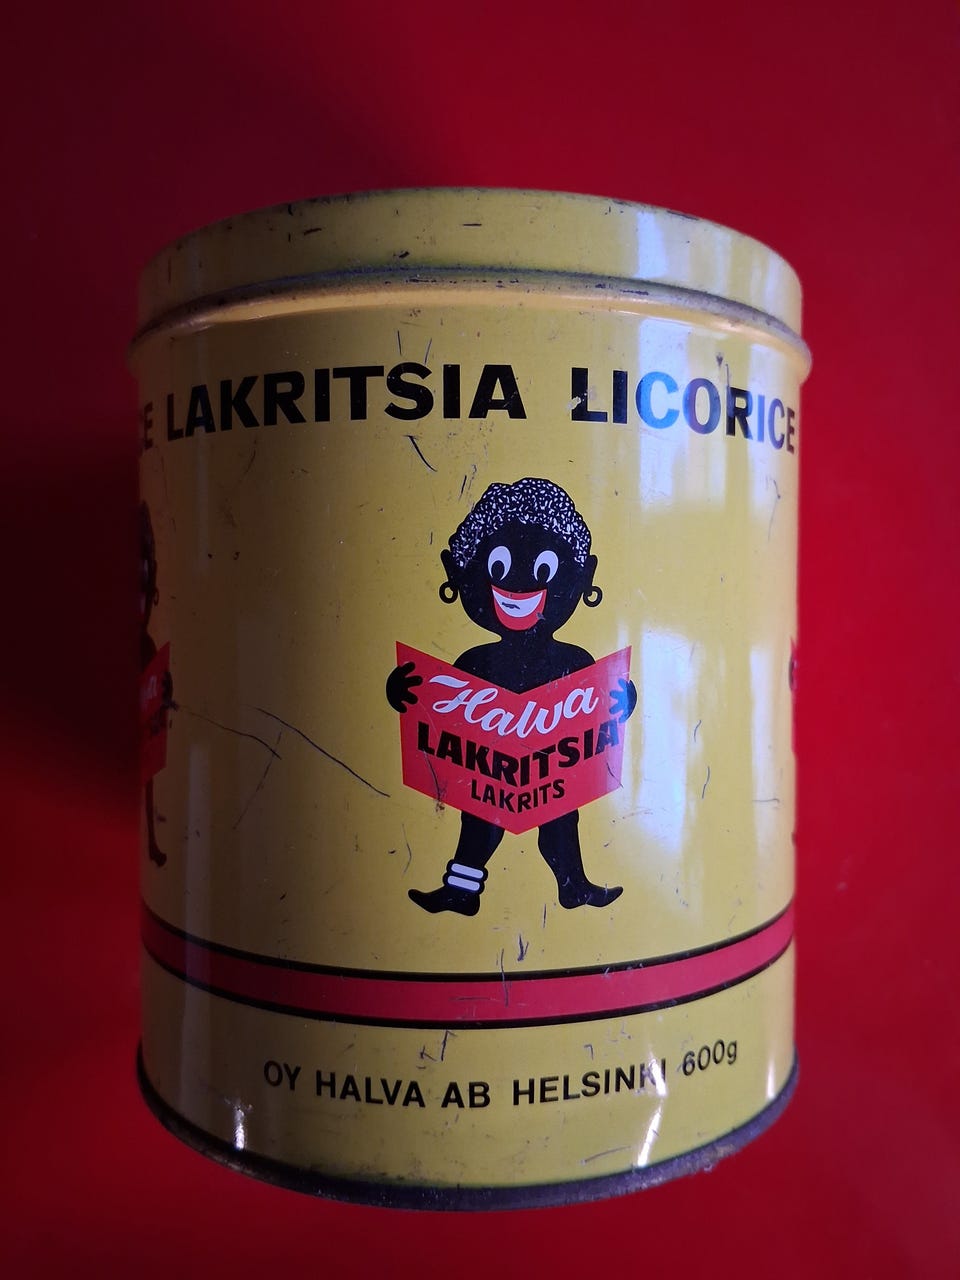 LAKRITSIA LICORICE
Halva
LAKRITSIA
LAKRITS
OY HALVA AB HELSINKI 600g